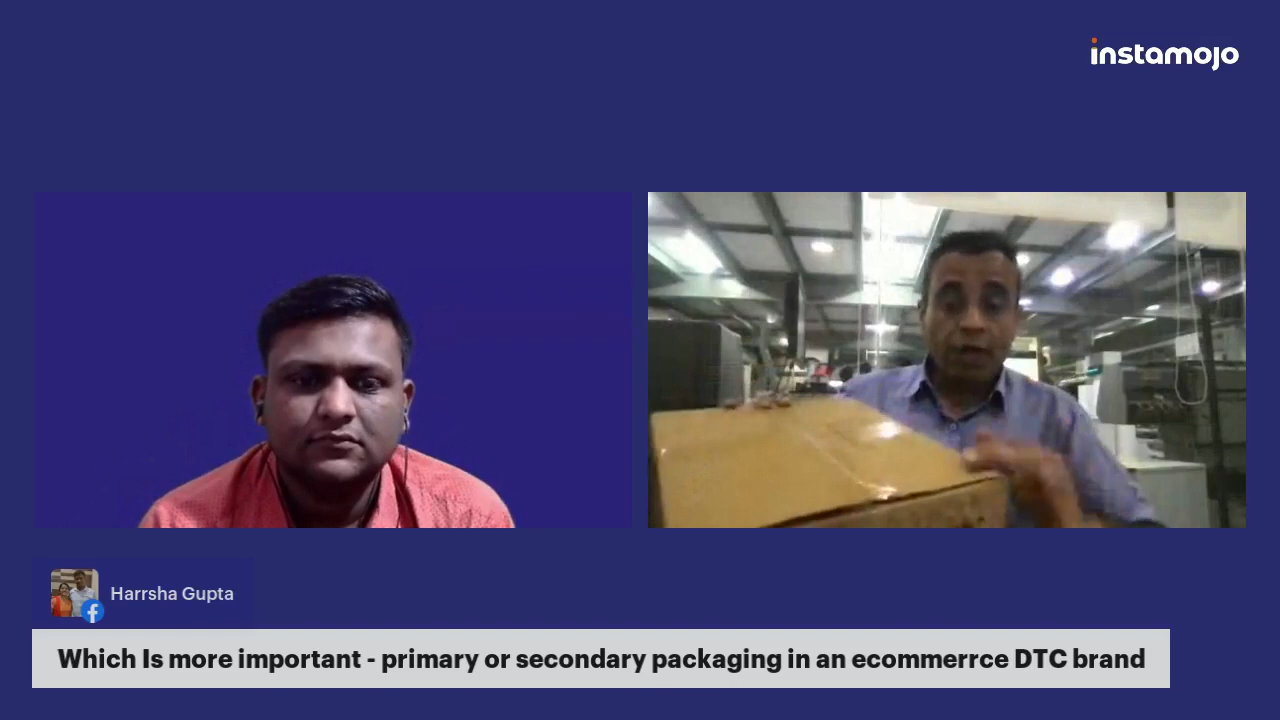 instamojo
Harrsha Gupta
Which Is more important - primary or secondary packaging in an ecommerrce DTC brand